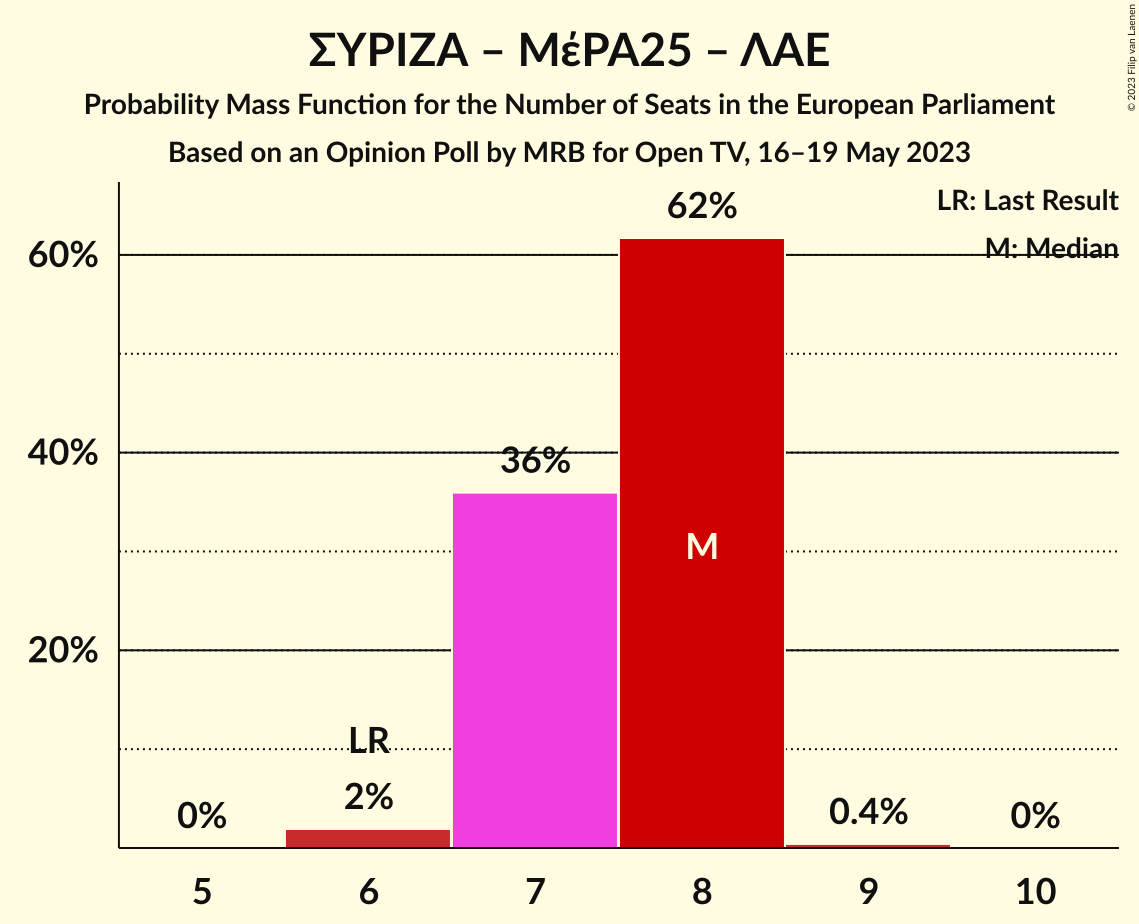 ΣΥΡΙΖΑ – ΜέΡΑ25 – ΛΑΕ
Probability Mass Function for the Number of Seats in the European Parliament
Based on an Opinion Poll by MRB for Open TV, 16–19 May 2023
© 2023 Filip van Laenen
LR: Last Result
M: Median
62%
60%
40%
36%
M
20%
LR
2%
0%
0.4%
0%
5 6 7 8 9 10